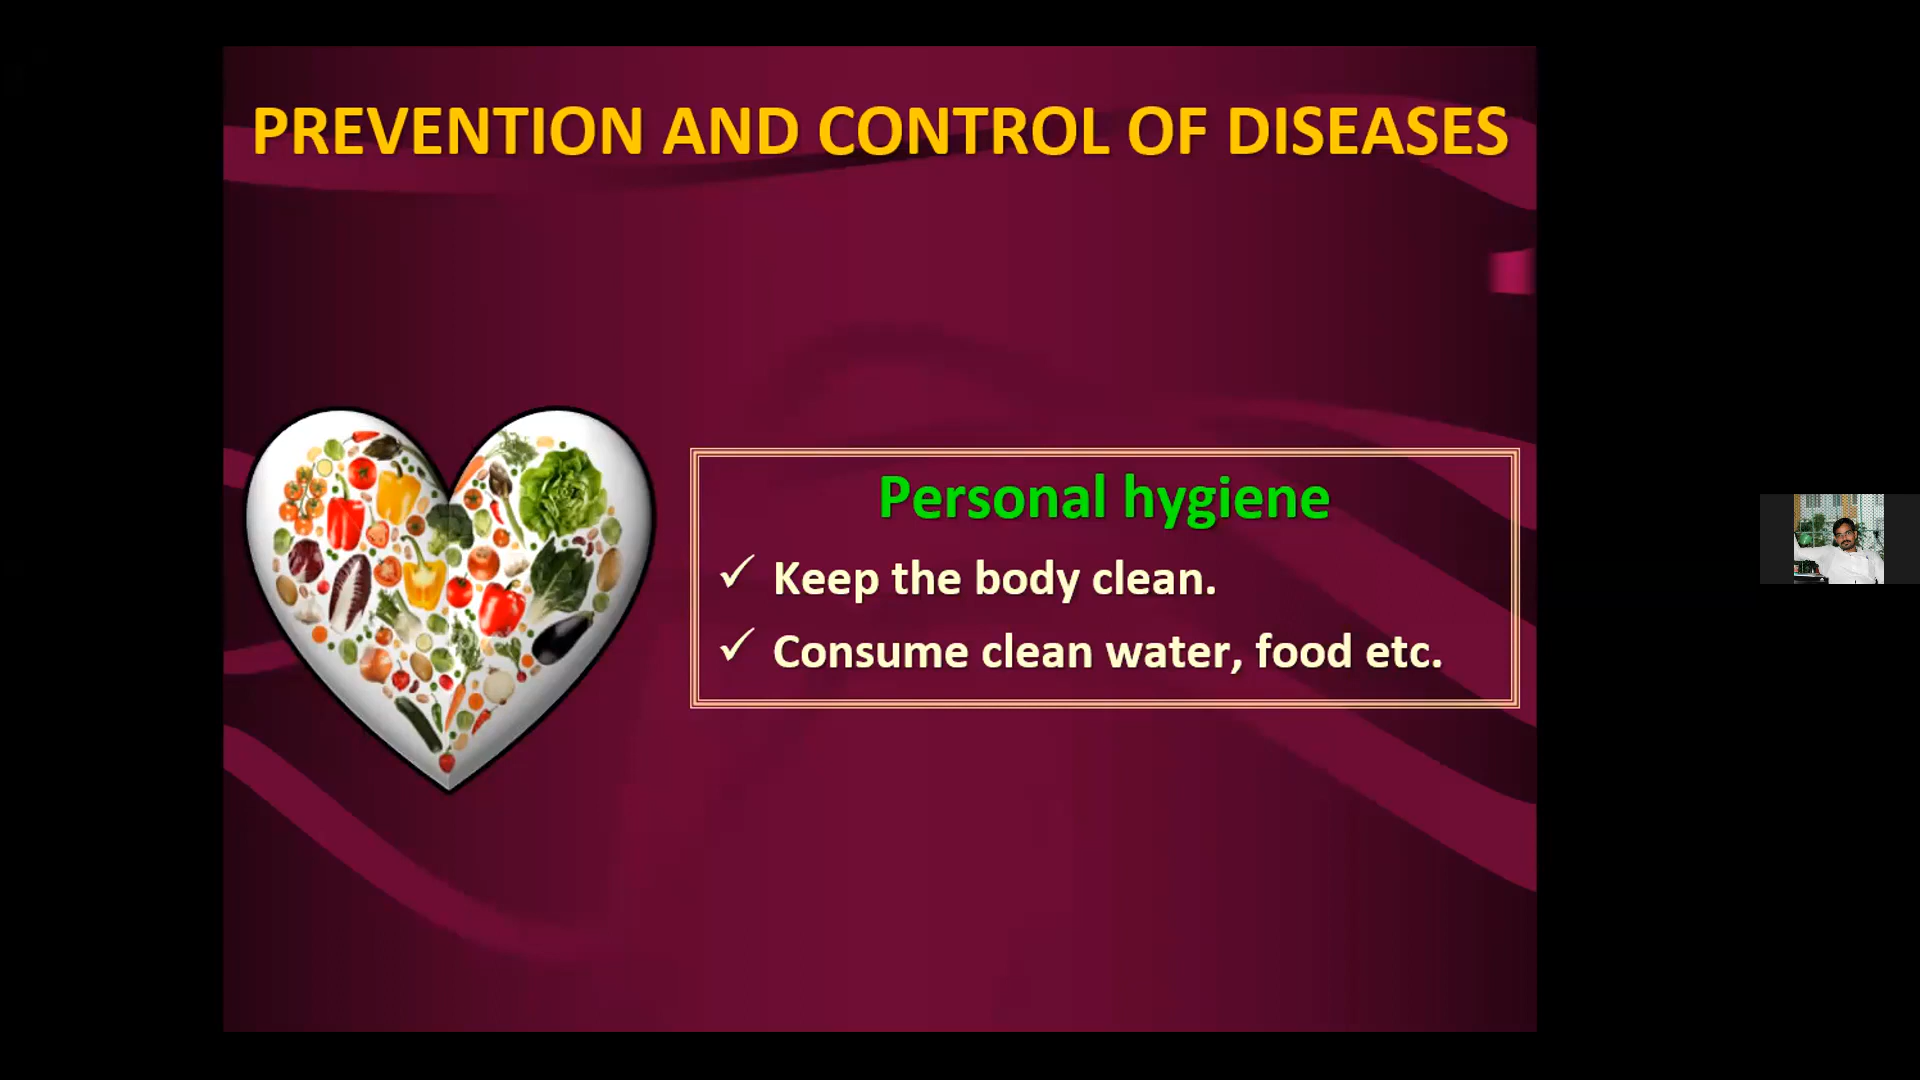 PREVENTION AND CONTROL OF DISEASES
Personal hygiene
✓ Keep the body clean.
✓ Consume clean water, food etc.